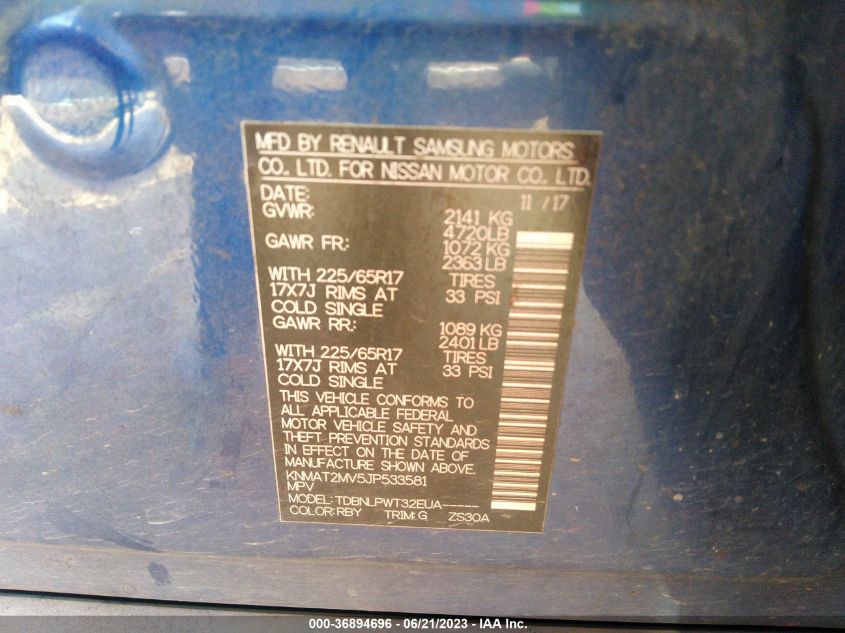 MFD BY RENAULT SAMSUNG MOTORS
CO., LTD. FOR NISSAN MOTOR CO., LTD.
DATE: 11 /17
GVWR: 2141 KG
4720LB
GAWR FR: 1072 KG
2363 LB
WITH 225/65R17 TIRES
17X7J RIMS AT 33 PSI
COLD SINGLE
GAWR RR: 1089 KG
2401 LB
WITH 225/65R17 TIRES
17X7J RIMS AT 33 PSI
COLD SINGLE
THIS VEHICLE CONFORMS TO
ALL APPLICABLE FEDERAL
MOTOR VEHICLE SAFETY AND
THEFT PREVENTION STANDARDS
IN EFFECT ON THE DATE OF
MANUFACTURE SHOWN ABOVE.
KNMAT2MV5JP533581
MPV
MODEL: TDBNLPWT32EUA-----
COLOR: RBY TRIM: G ZS30A
000-36894696 - 06/21/2023 - IAA Inc.